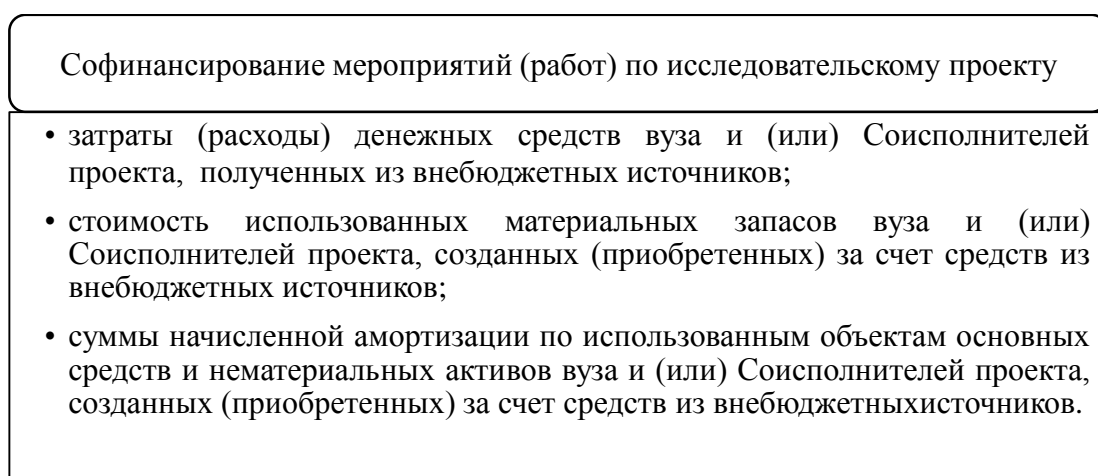 Софинансирование мероприятий (работ) по исследовательскому проекту
• затраты (расходы) денежных средств вуза и (или) Соисполнителей
проекта, полученных из внебюджетных источников;
• стоимость использованных материальных запасов вуза и (или)
Соисполнителей проекта, созданных (приобретенных) за счет средств из
внебюджетных источников;
• суммы начисленной амортизации по использованным объектам основных
средств и нематериальных активов вуза и (или) Соисполнителей проекта,
созданных (приобретенных) за счет средств из внебюджетныхисточников.